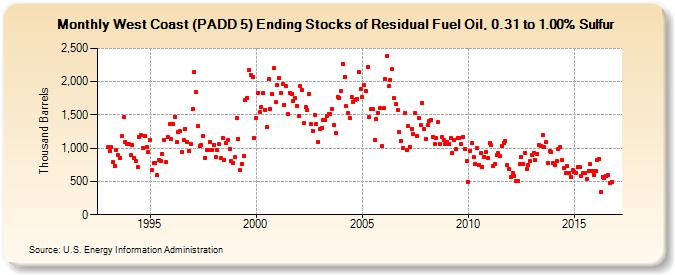 Monthly West Coast (PADD 5) Ending Stocks of Residual Fuel Oil, 0.31 to 1.00% Sulfur
Thousand Barrels
2,500
2,000
1,500
1,000
500
0
1995 2000 2005 2010 2015
Source: U.S. Energy Information Administration